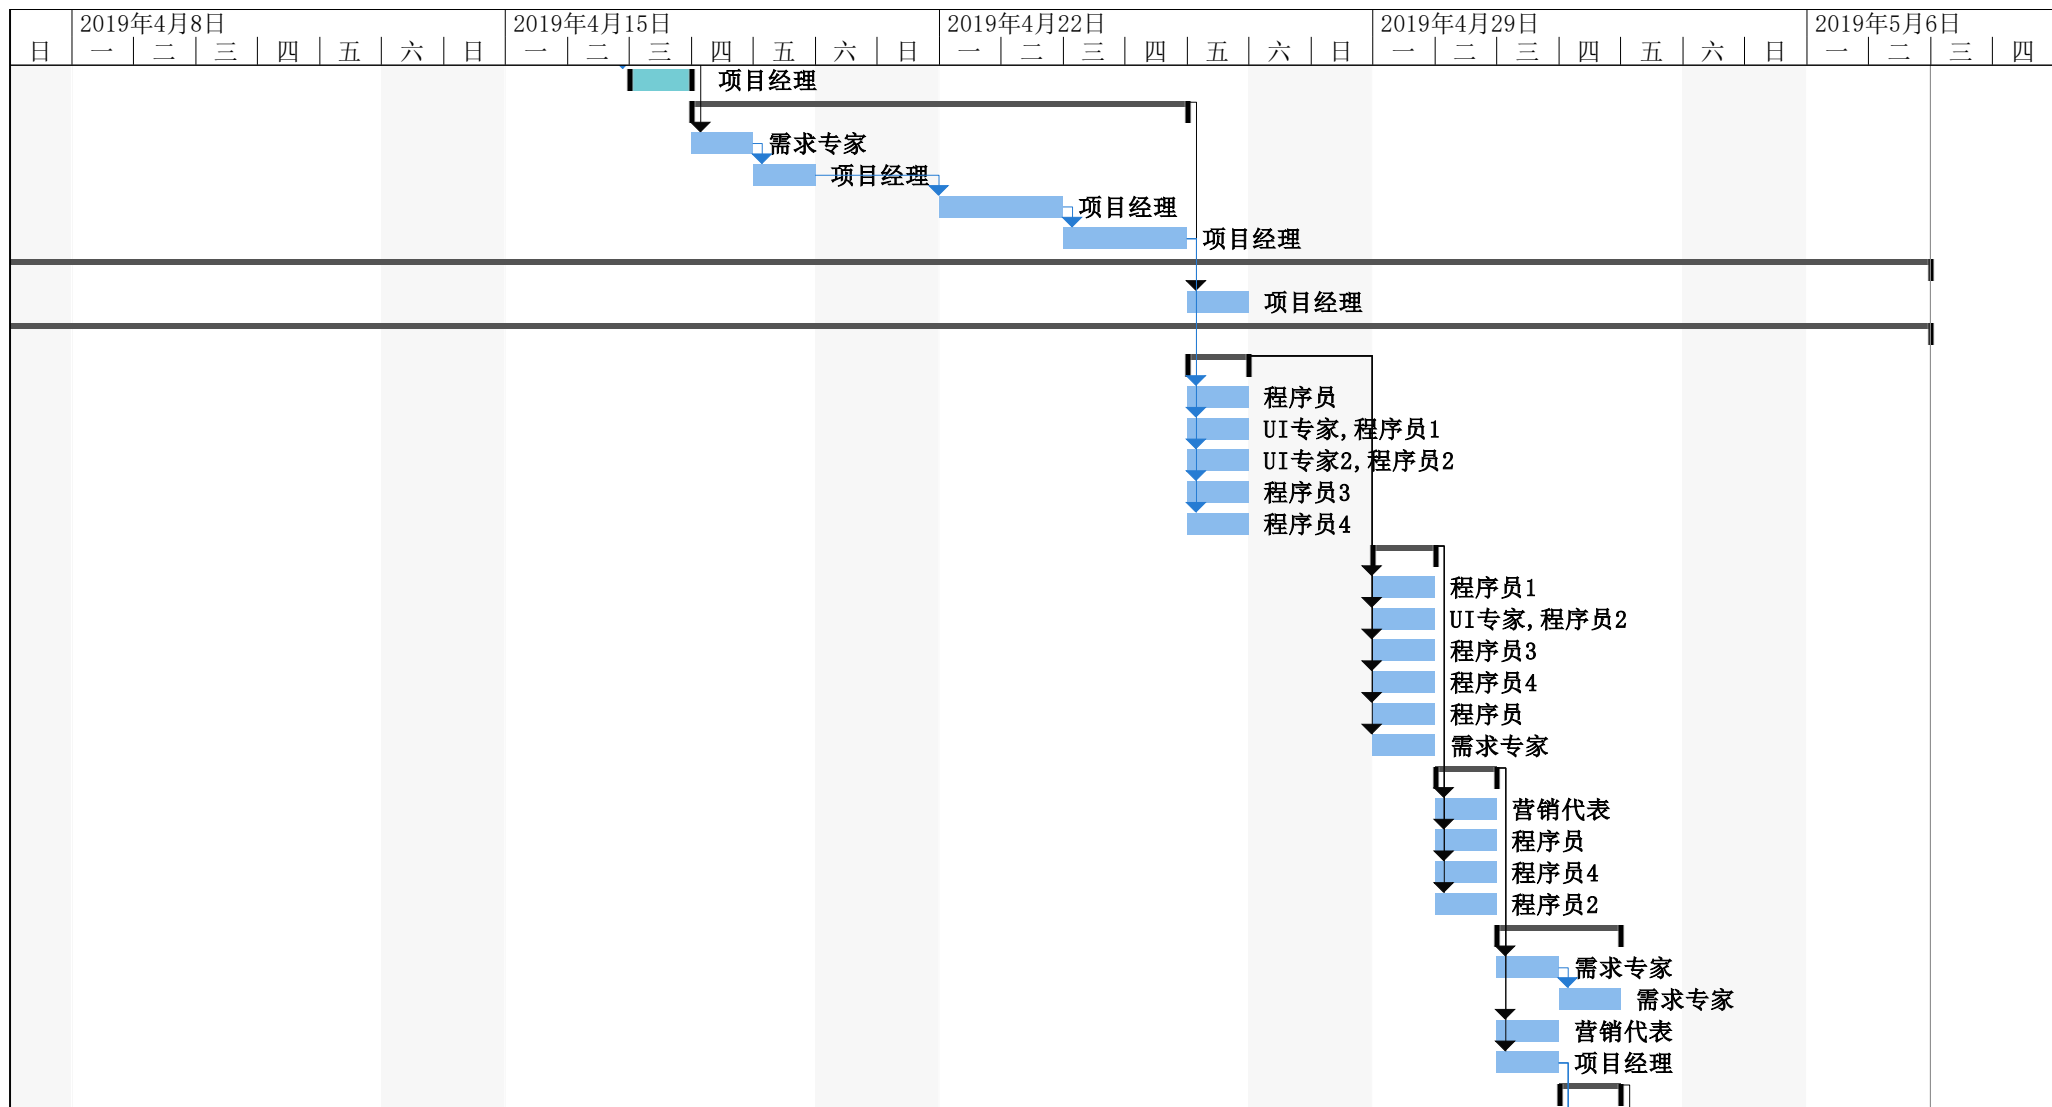 2019年4月8日 2019年4月15日 2019年4月22日 2019年4月29日 2019年5月6日
日 一 二 三 四 五 六 日 一 二 三 四 五 六 日 一 二 三 四 五 六 日 一 二 三 四 五 六 日 一 二 三 四
项目经理
需求专家
项目经理
项目经理
项目经理
项目经理
程序员
UI专家,程序员1
UI专家2,程序员2
程序员3
程序员4
程序员1
UI专家,程序员2
程序员3
程序员4
程序员
需求专家
营销代表
程序员
程序员4
程序员2
需求专家
需求专家
营销代表
项目经理